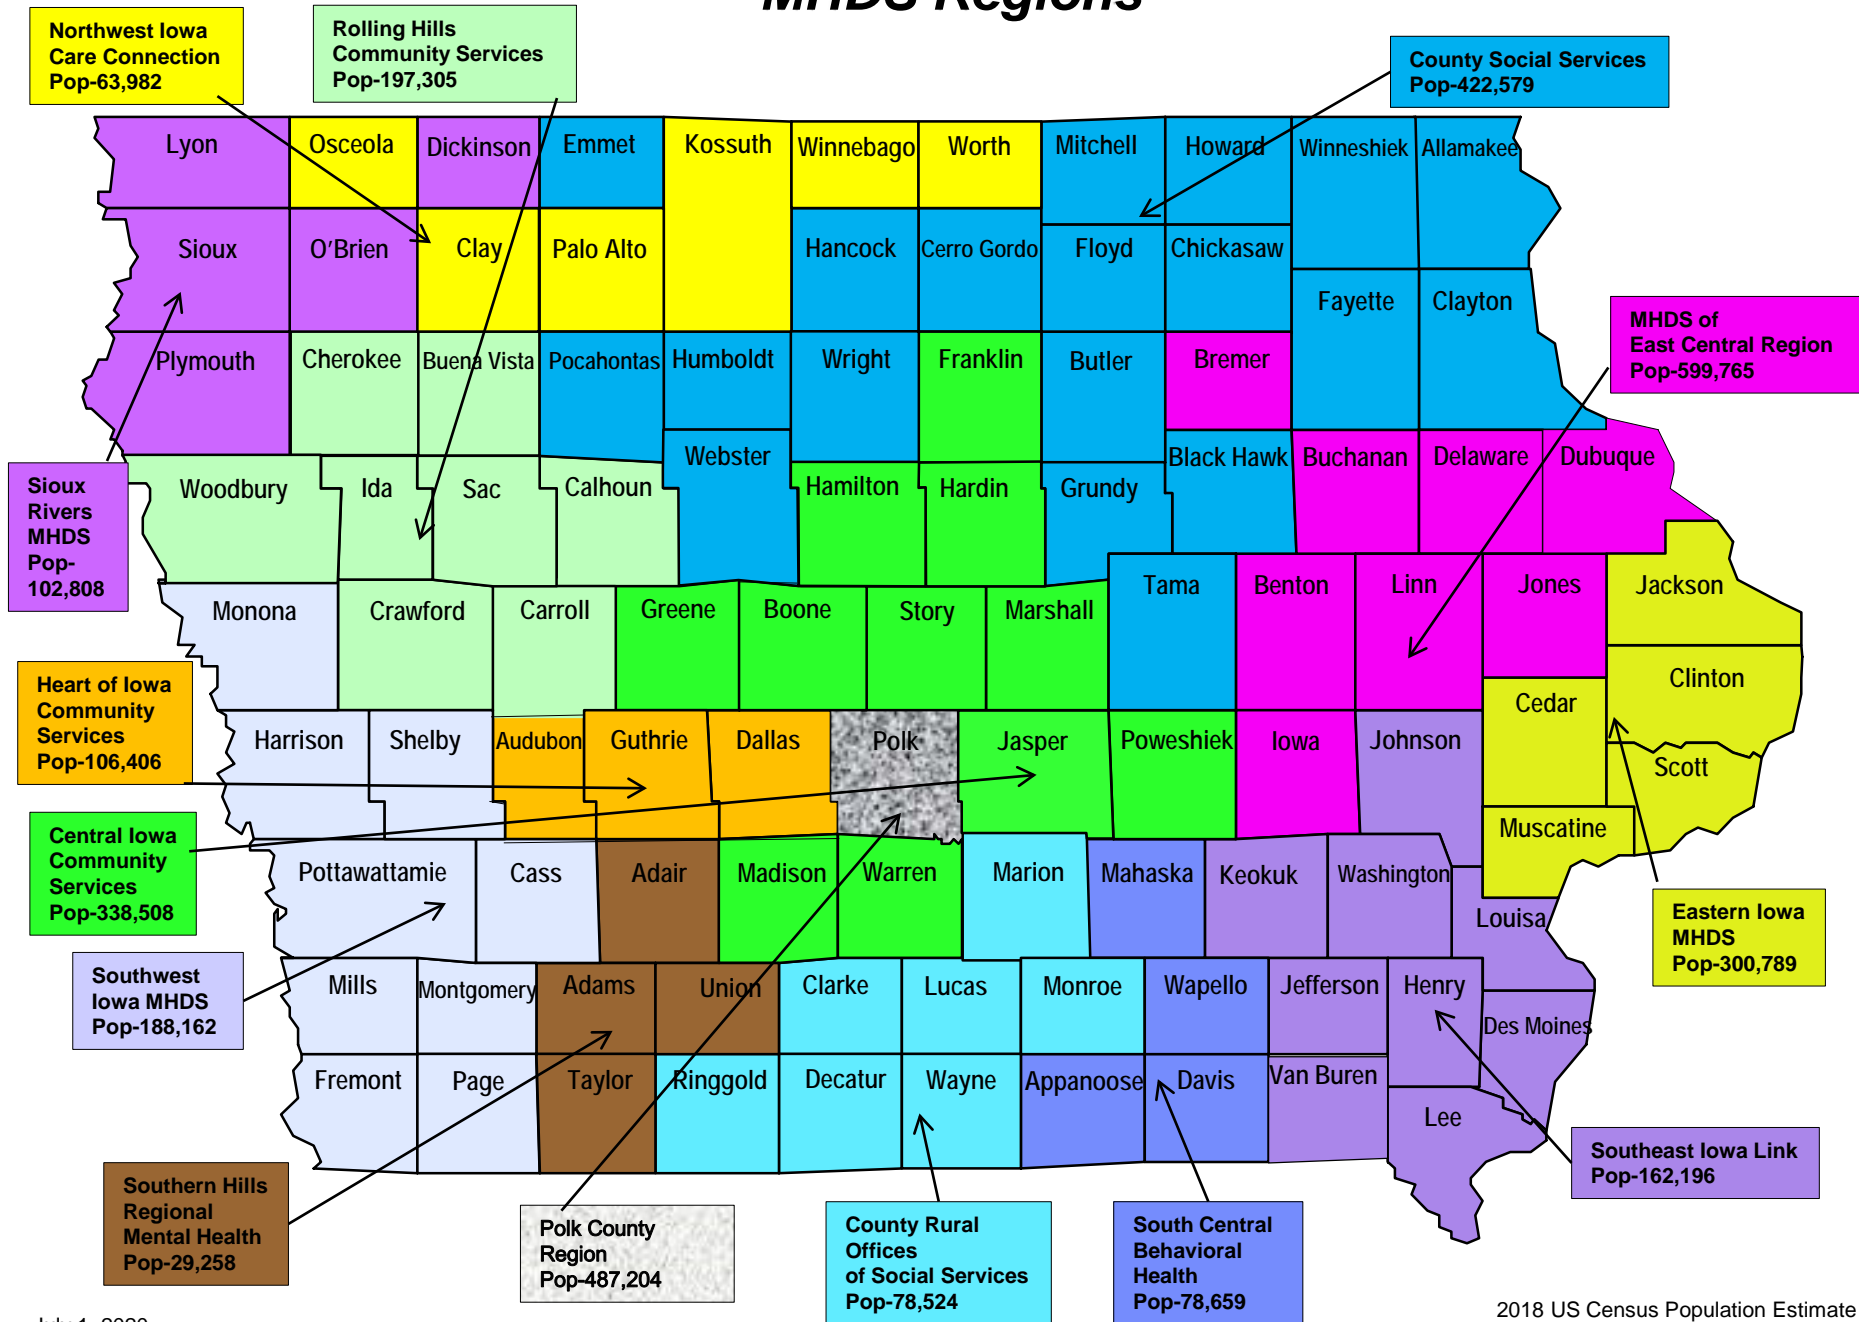 MHDS Regions
Northwest Iowa
Care Connection
Pop-63,982
Rolling Hills
Community Services
Pop-197,305
County Social Services
Pop-422,579
Lyon
Osceola
Dickinson
Emmet
Kossuth
Winnebago
Worth
Mitchell
Howard
Winneshiek
Allamakee
Sioux
O'Brien
Clay
Palo Alto
Hancock
Cerro Gordo
Floyd
Chickasaw
Fayette
Clayton
MHDS of
East Central Region
Pop-599,765
Plymouth
Cherokee
Buena Vista
Pocahontas
Humboldt
Wright
Franklin
Butler
Bremer
Sioux
Rivers
MHDS
Pop-
102,808
Woodbury
Ida
Sac
Calhoun
Webster
Hamilton
Hardin
Grundy
Black Hawk
Buchanan
Delaware
Dubuque
Monona
Crawford
Carroll
Greene
Boone
Story
Marshall
Tama
Benton
Linn
Jones
Jackson
Heart of Iowa
Community
Services
Pop-106,406
Harrison
Shelby
Audubon
Guthrie
Dallas
Polk
Jasper
Poweshiek
Iowa
Johnson
Cedar
Clinton
Scott
Central Iowa
Community
Services
Pop-338,508
Pottawattamie
Cass
Adair
Madison
Warren
Marion
Mahaska
Keokuk
Washington
Muscatine
Louisa
Eastern Iowa
MHDS
Pop-300,789
Southwest
Iowa MHDS
Pop-188,162
Mills
Montgomery
Adams
Union
Clarke
Lucas
Monroe
Wapello
Jefferson
Henry
Des Moines
Fremont
Page
Taylor
Ringgold
Decatur
Wayne
Appanoose
Davis
Van Buren
Lee
Southeast Iowa Link
Pop-162,196
Southern Hills
Regional
Mental Health
Pop-29,258
Polk County
Region
Pop-487,204
County Rural
Offices
of Social Services
Pop-78,524
South Central
Behavioral
Health
Pop-78,659
July 1, 2020
2018 US Census Population Estimate